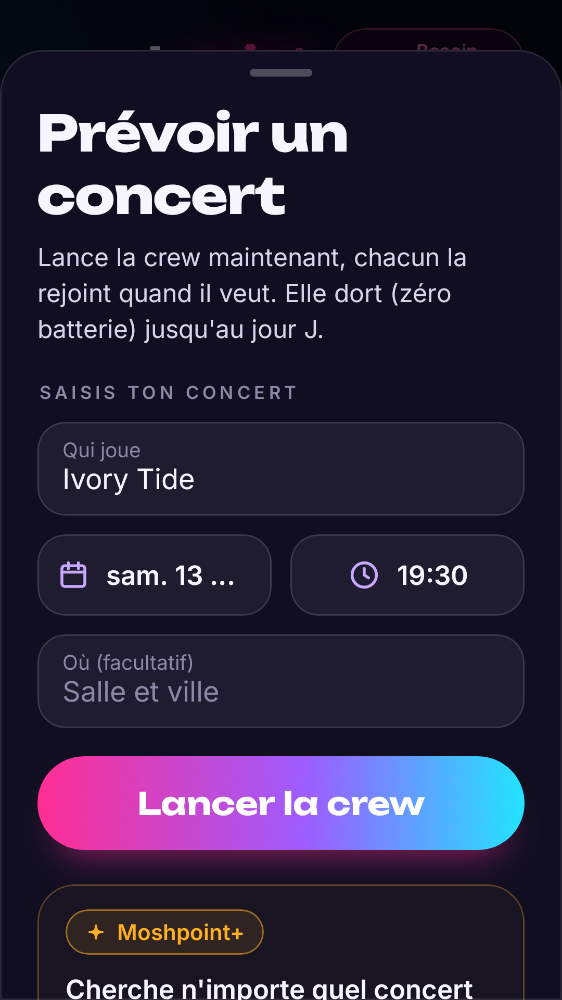 Prévoir un
concert
Lance la crew maintenant, chacun la
rejoint quand il veut. Elle dort (zéro
batterie) jusqu'au jour J.
SAISIS TON CONCERT
Qui joue
Ivory Tide
sam. 13 ...
19:30
Où (facultatif)
Salle et ville
Lancer la crew
Moshpoint+
Cherche n'importe quel concert